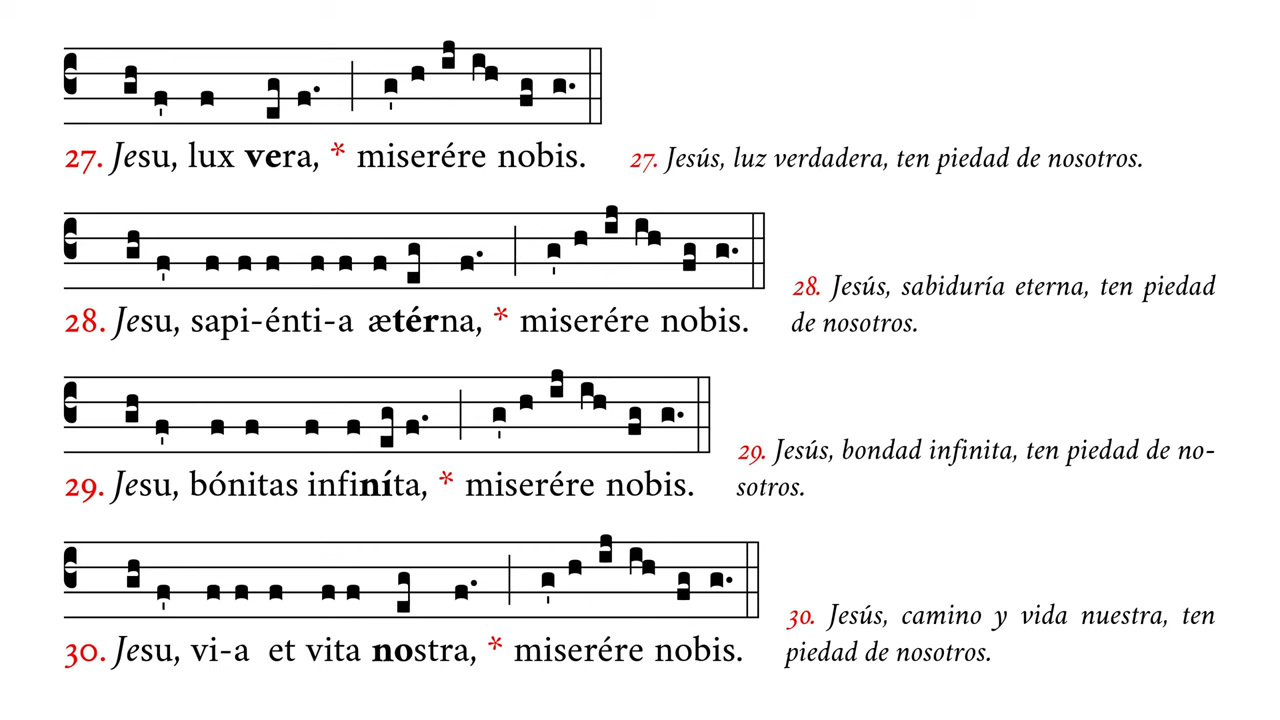 27. Jesu, lux vera, * miserére nobis.
27. Jesús, luz verdadera, ten piedad de nosotros.
28. Jesu, sapi-énti-a ætérna, * miserére nobis.
28. Jesús, sabiduría eterna, ten piedad
de nosotros.
29. Jesu, bónitas infiníta, * miserére nobis.
29. Jesús, bondad infinita, ten piedad de no-
sotros.
30. Jesu, vi-a et vita nostra, * miserére nobis.
30. Jesús, camino y vida nuestra, ten
piedad de nosotros.